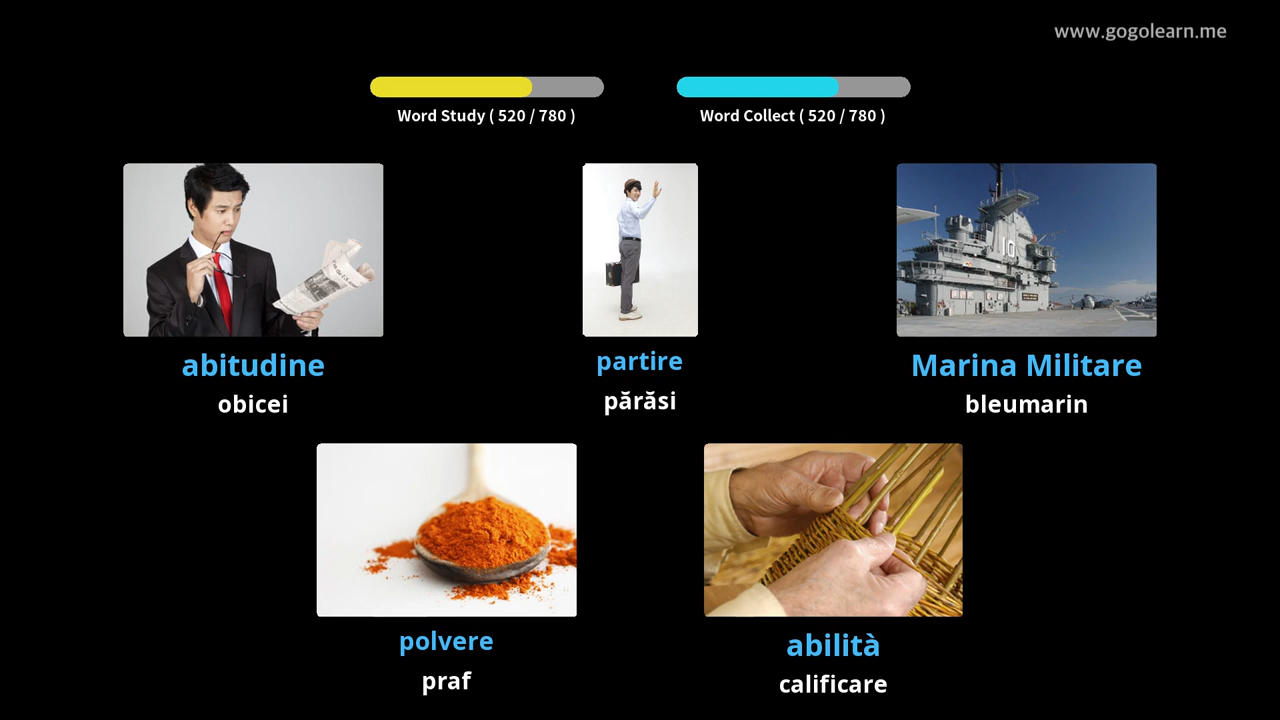 www.gogolearn.me
Word Study ( 520 / 780 )
Word Collect ( 520 / 780 )
10
abitudine
partire
Marina Militare
obicei
părăsi
bleumarin
polvere
abilità
praf
calificare